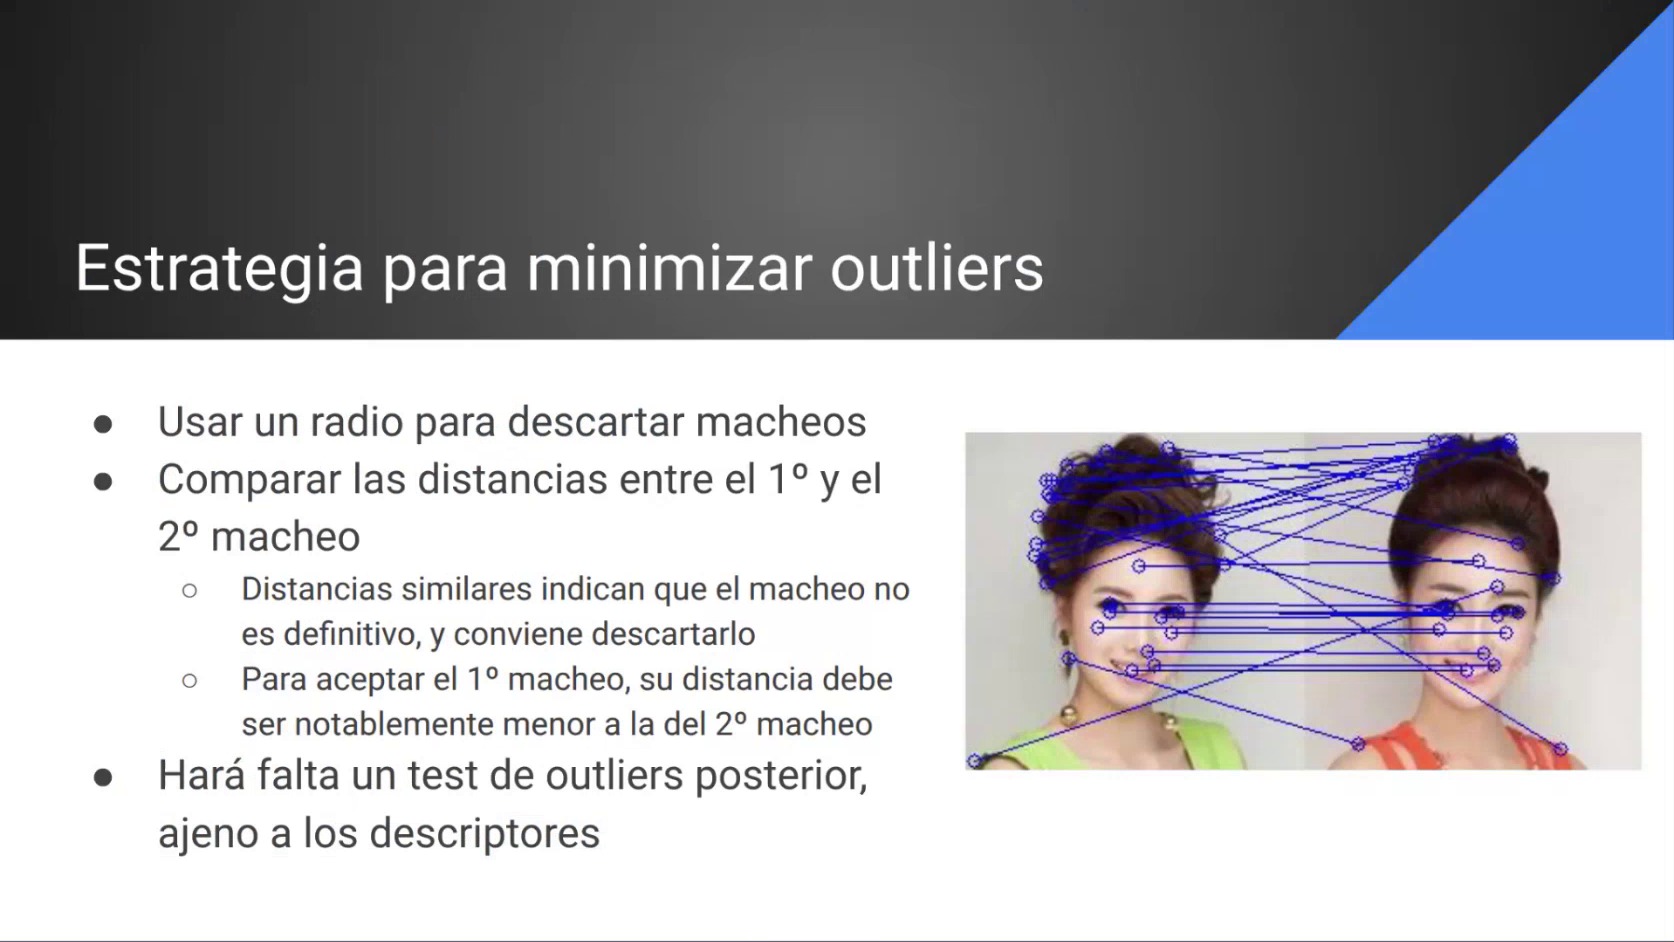 Estrategia para minimizar outliers
● Usar un radio para descartar macheos
● Comparar las distancias entre el 1º y el
2º macheo
○ Distancias similares indican que el macheo no
es definitivo, y conviene descartarlo
○ Para aceptar el 1º macheo, su distancia debe
ser notablemente menor a la del 2º macheo
● Hará falta un test de outliers posterior,
ajeno a los descriptores